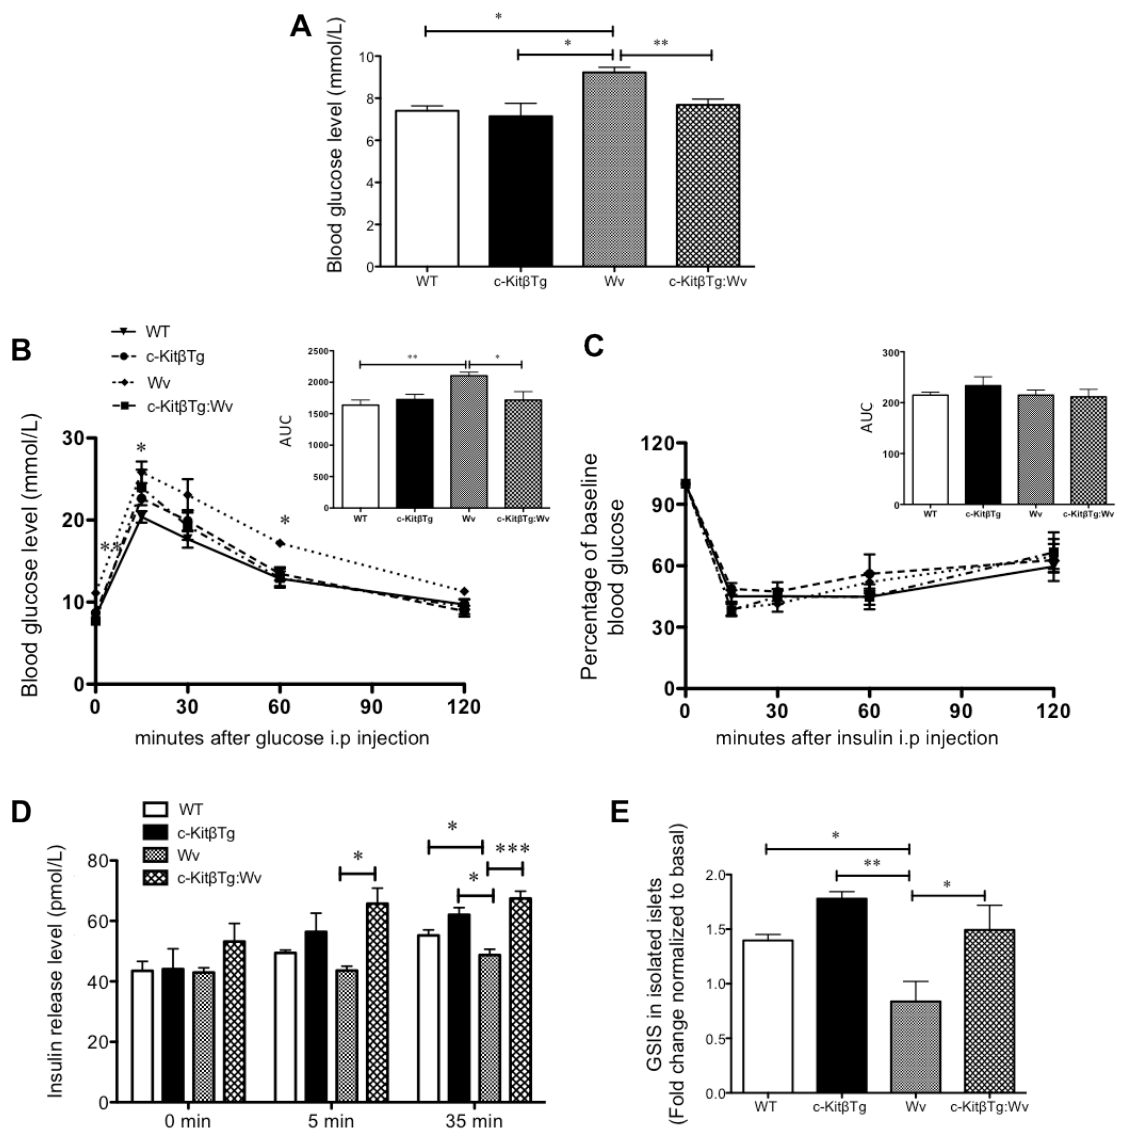 A
Blood glucose level (mmol/L)
*
*
**
10
8
6
4
2
0
WT
c-KitβTg
Wv
c-KitβTg:Wv
B
WT
c-KitβTg
Wv
c-KitβTg:Wv
Blood glucose level (mmol/L)
30
20
10
0
**
*
*
0
30
60
90
120
minutes after glucose i.p injection
AUC
2500
2000
1500
1000
500
0
**
*
WT
c-KitβTg
Wv
c-KitβTg:Wv
C
Percentage of baseline
blood glucose
120
90
60
30
0
0
30
60
90
120
minutes after insulin i.p injection
AUC
300
200
100
0
WT
c-KitβTg
Wv
c-KitβTg:Wv
D
WT
c-KitβTg
Wv
c-KitβTg:Wv
Insulin release level (pmol/L)
80
60
40
20
0
*
*
*
***
0 min
5 min
35 min
E
GSIS in isolated islets
(Fold change normalized to basal)
2.0
1.5
1.0
0.5
0.0
*
**
*
WT
c-KitβTg
Wv
c-KitβTg:Wv